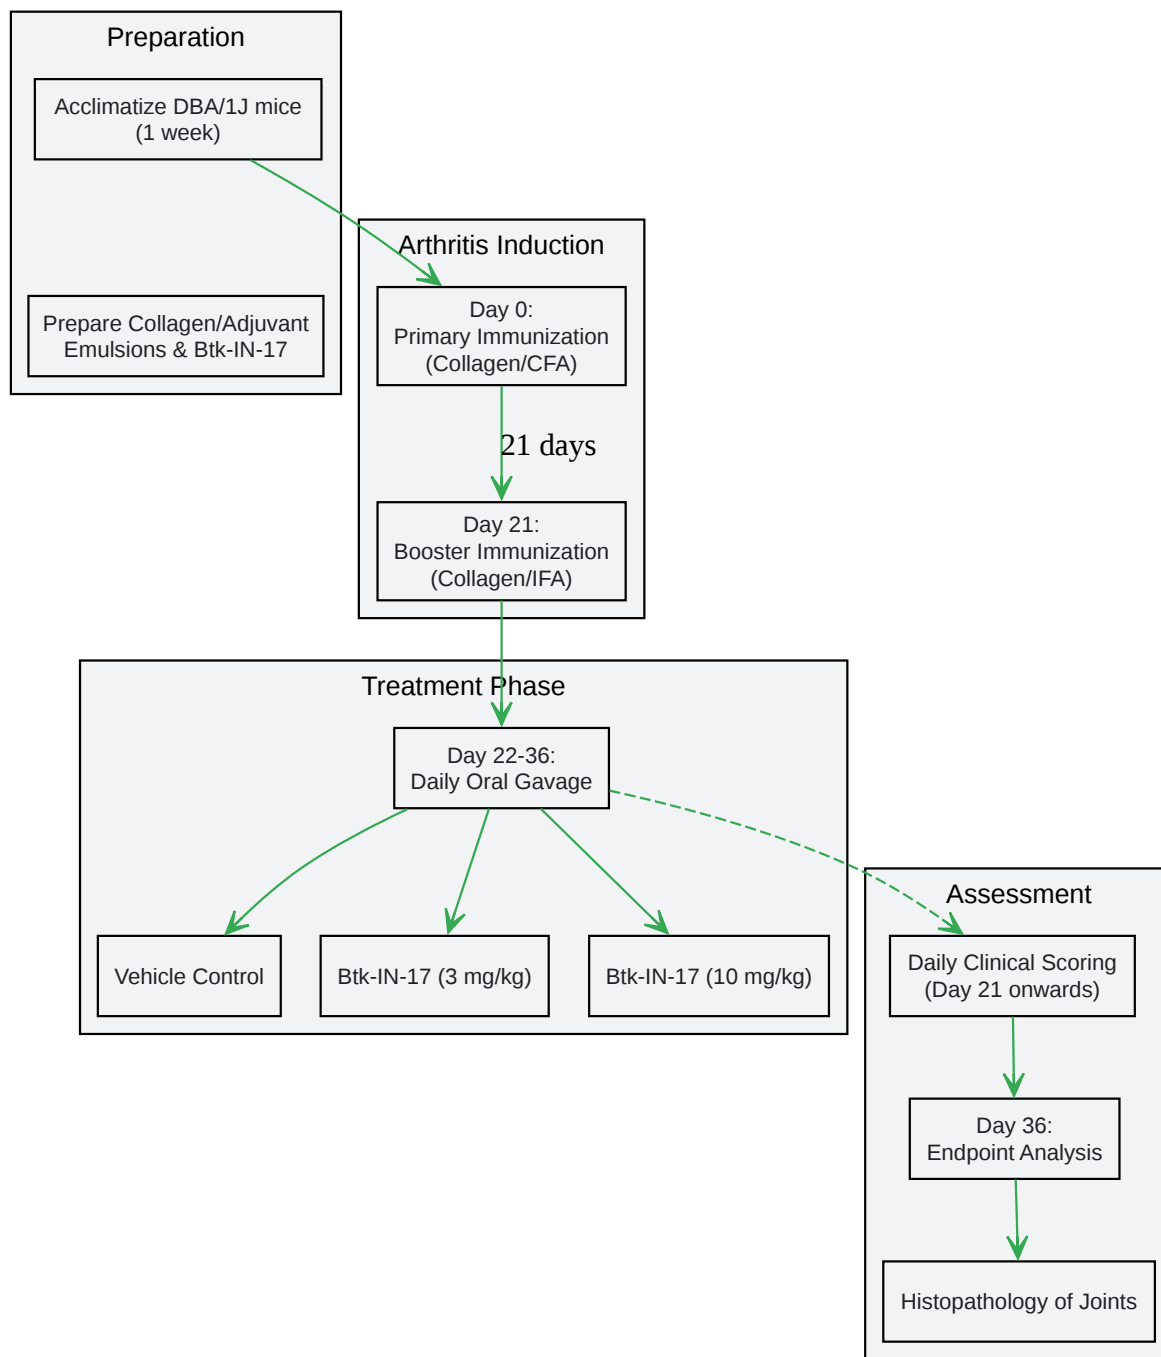 Preparation
Acclimatize DBA/1J mice
(1 week)
Prepare Collagen/Adjuvant
Emulsions & Btk-IN-17
Arthritis Induction
Day 0:
Primary Immunization
(Collagen/CFA)
21 days
Day 21:
Booster Immunization
(Collagen/IFA)
Treatment Phase
Day 22-36:
Daily Oral Gavage
Vehicle Control
Btk-IN-17 (3 mg/kg)
Btk-IN-17 (10 mg/kg)
Assessment
Daily Clinical Scoring
(Day 21 onwards)
Day 36:
Endpoint Analysis
Histopathology of Joints